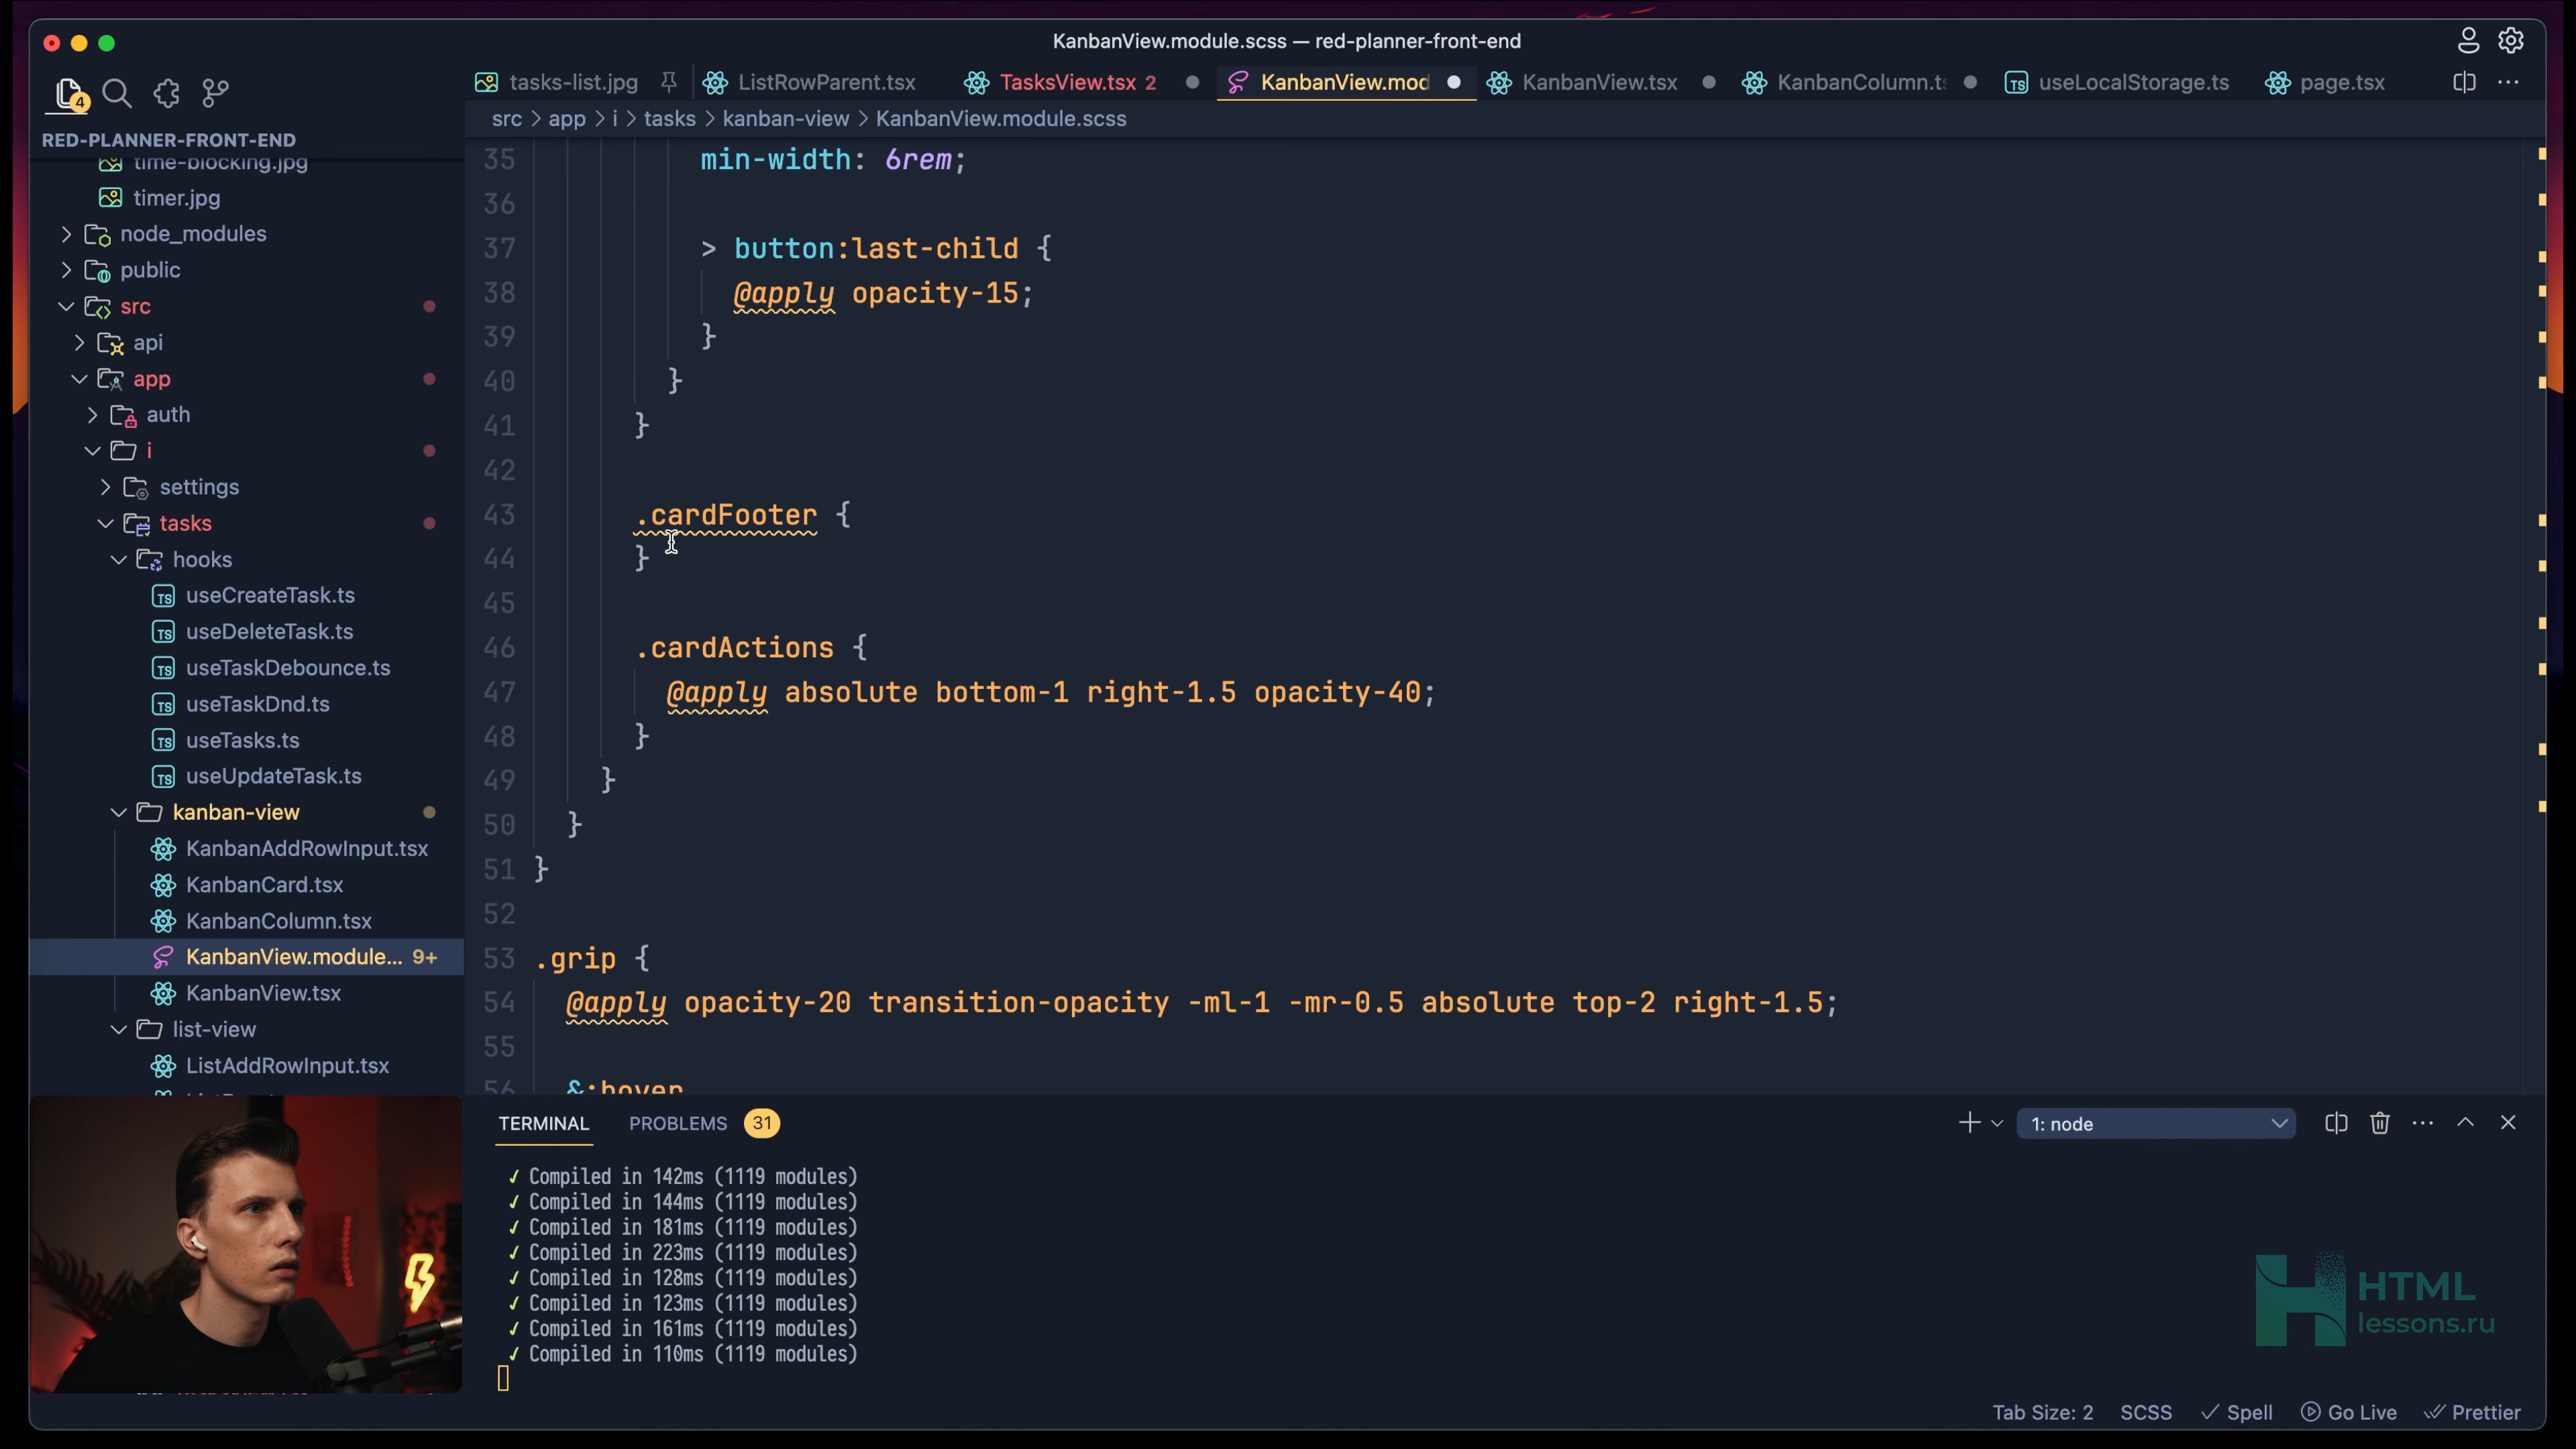 KanbanView.module.scss — red-planner-front-end
4
tasks-list.jpg
ListRowParent.tsx
TasksView.tsx 2
KanbanView.mod
KanbanView.tsx
KanbanColumn.ts
useLocalStorage.ts
page.tsx
RED-PLANNER-FRONT-END
src > app > i > tasks > kanban-view > KanbanView.module.scss
time-blocking.jpg
timer.jpg
node_modules
public
src
api
app
auth
i
settings
tasks
hooks
useCreateTask.ts
useDeleteTask.ts
useTaskDebounce.ts
useTaskDnd.ts
useTasks.ts
useUpdateTask.ts
kanban-view
KanbanAddRowInput.tsx
KanbanCard.tsx
KanbanColumn.tsx
KanbanView.module... 9+
KanbanView.tsx
list-view
ListAddRowInput.tsx
35 min-width: 6rem;
36
37 > button:last-child {
38 @apply opacity-15;
39 }
40 }
41 }
42
43 .cardFooter {
44 }
45
46 .cardActions {
47 @apply absolute bottom-1 right-1.5 opacity-40;
48 }
49 }
50 }
51 }
52
53 .grip {
54 @apply opacity-20 transition-opacity -ml-1 -mr-0.5 absolute top-2 right-1.5;
55
56 &:hover
TERMINAL
PROBLEMS 31
1: node
✓ Compiled in 142ms (1119 modules)
✓ Compiled in 144ms (1119 modules)
✓ Compiled in 181ms (1119 modules)
✓ Compiled in 223ms (1119 modules)
✓ Compiled in 128ms (1119 modules)
✓ Compiled in 123ms (1119 modules)
✓ Compiled in 161ms (1119 modules)
✓ Compiled in 110ms (1119 modules)
HTML
lessons.ru
Tab Size: 2
SCSS
Spell
Go Live
Prettier